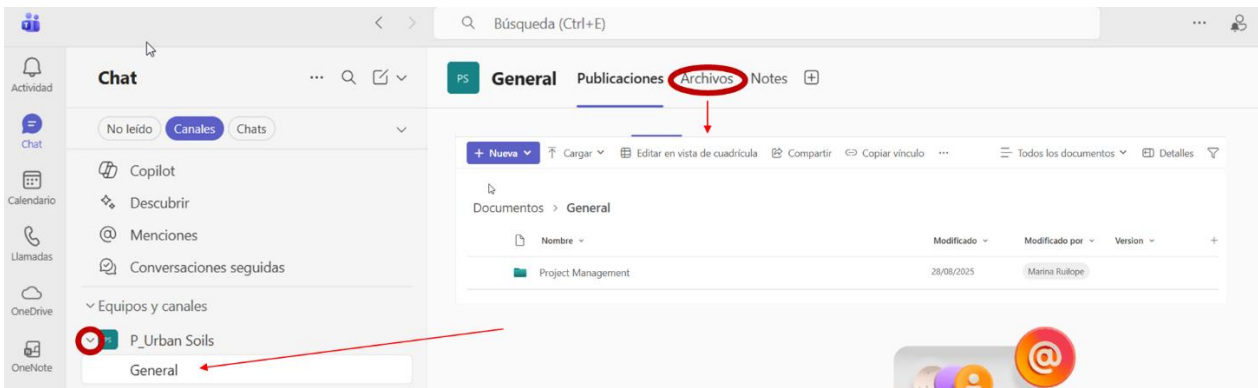 Búsqueda (Ctrl+E)
Actividad
Chat
Calendario
Llamadas
OneDrive
OneNote
Chat
No leído Canales Chats
Copilot
Descubrir
Menciones
Conversaciones seguidas
Equipos y canales
PS P_Urban Soils
General
PS General Publicaciones Archivos Notes
+ Nueva Cargar Editar en vista de cuadrícula Compartir Copiar vínculo ... Todos los documentos Detalles
Documentos > General
Nombre Modificado Modificado por Version +
Project Management 28/08/2025 Marina Ruilope
@